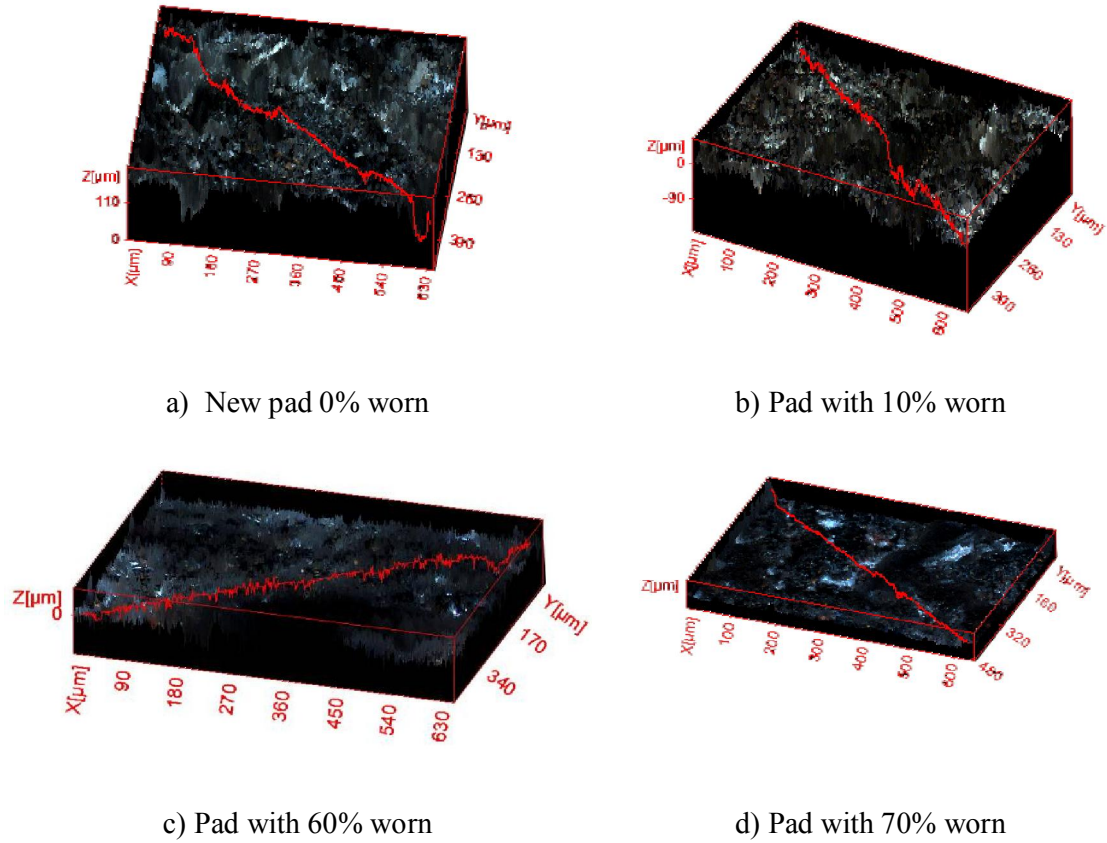 Y[µm]
130
260
390
Z[µm]
110
0
X[µm]
90
180
270
360
450
540
630
Z[µm]
0
-90
Y[µm]
130
260
390
X[µm]
100
200
300
400
500
600
a) New pad 0% worn
b) Pad with 10% worn
Z[µm]
0
Y[µm]
170
340
X[µm]
90
180
270
360
450
540
630
Z[µm]
Y[µm]
160
320
480
X[µm]
100
200
300
400
500
600
c) Pad with 60% worn
d) Pad with 70% worn